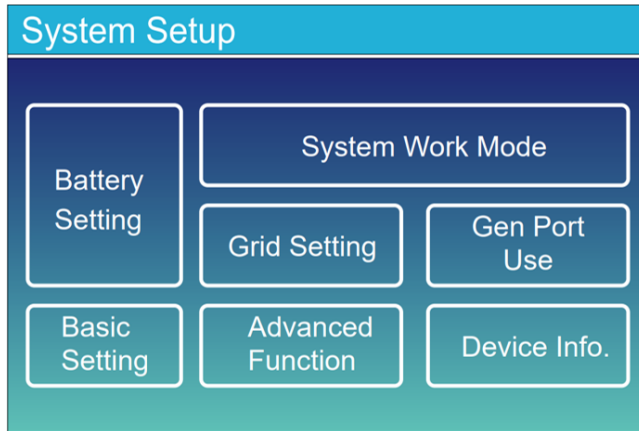 System Setup
Battery
Setting
System Work Mode
Grid Setting
Gen Port
Use
Basic
Setting
Advanced
Function
Device Info.